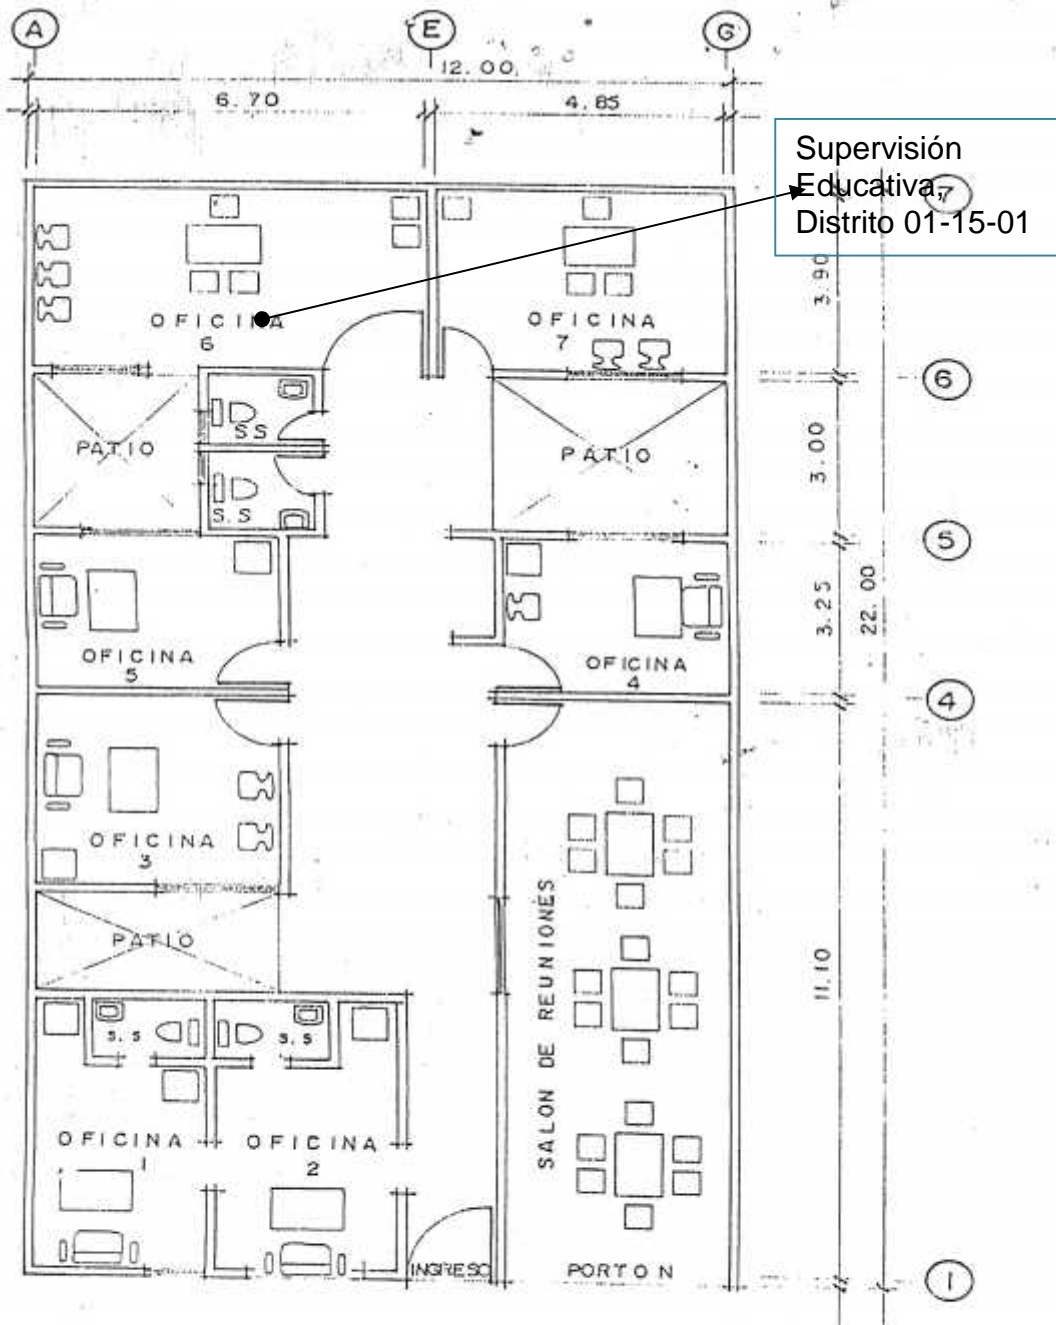 A
E
G
12.00
6.70
4.85
Supervisión
Educativa,
Distrito 01-15-01
7
3.90
OFICINA
6
OFICINA
7
6
S S
PATIO
PATIO
3.00
S.S
5
3.25
22.00
OFICINA
5
OFICINA
4
4
OFICINA
3
PATIO
SALON DE REUNIONES
11.10
S.S
S.S
OFICINA
1
OFICINA
2
INGRESO
PORTON
1